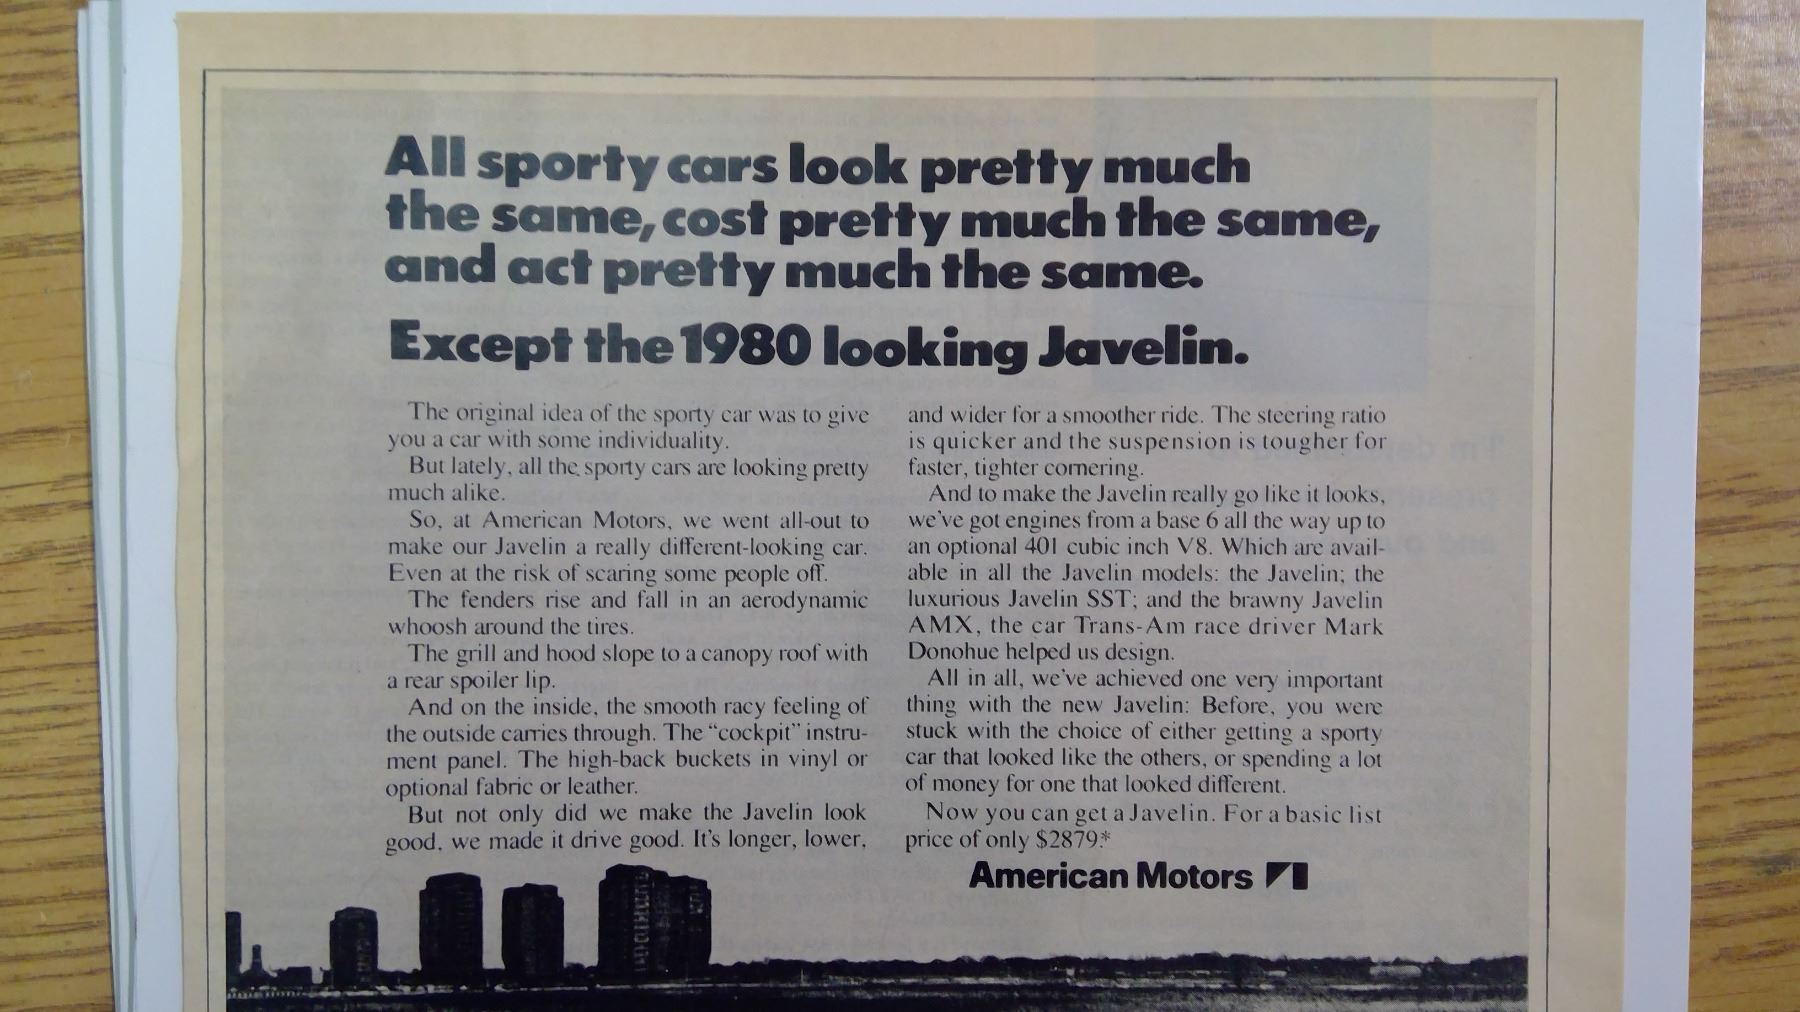 All sporty cars look pretty much
the same, cost pretty much the same,
and act pretty much the same.
Except the 1980 looking Javelin.
The original idea of the sporty car was to give
you a car with some individuality.
But lately, all the sporty cars are looking pretty
much alike.
So, at American Motors, we went all-out to
make our Javelin a really different-looking car.
Even at the risk of scaring some people off.
The fenders rise and fall in an aerodynamic
whoosh around the tires.
The grill and hood slope to a canopy roof with
a rear spoiler lip.
And on the inside, the smooth racy feeling of
the outside carries through. The “cockpit” instru-
ment panel. The high-back buckets in vinyl or
optional fabric or leather.
But not only did we make the Javelin look
good, we made it drive good. It's longer, lower,
and wider for a smoother ride. The steering ratio
is quicker and the suspension is tougher for
faster, tighter cornering.
And to make the Javelin really go like it looks,
we've got engines from a base 6 all the way up to
an optional 401 cubic inch V8. Which are avail-
able in all the Javelin models: the Javelin; the
luxurious Javelin SST; and the brawny Javelin
AMX, the car Trans-Am race driver Mark
Donohue helped us design.
All in all, we've achieved one very important
thing with the new Javelin: Before, you were
stuck with the choice of either getting a sporty
car that looked like the others, or spending a lot
of money for one that looked different.
Now you can get a Javelin. For a basic list
price of only $2879.*
American Motors